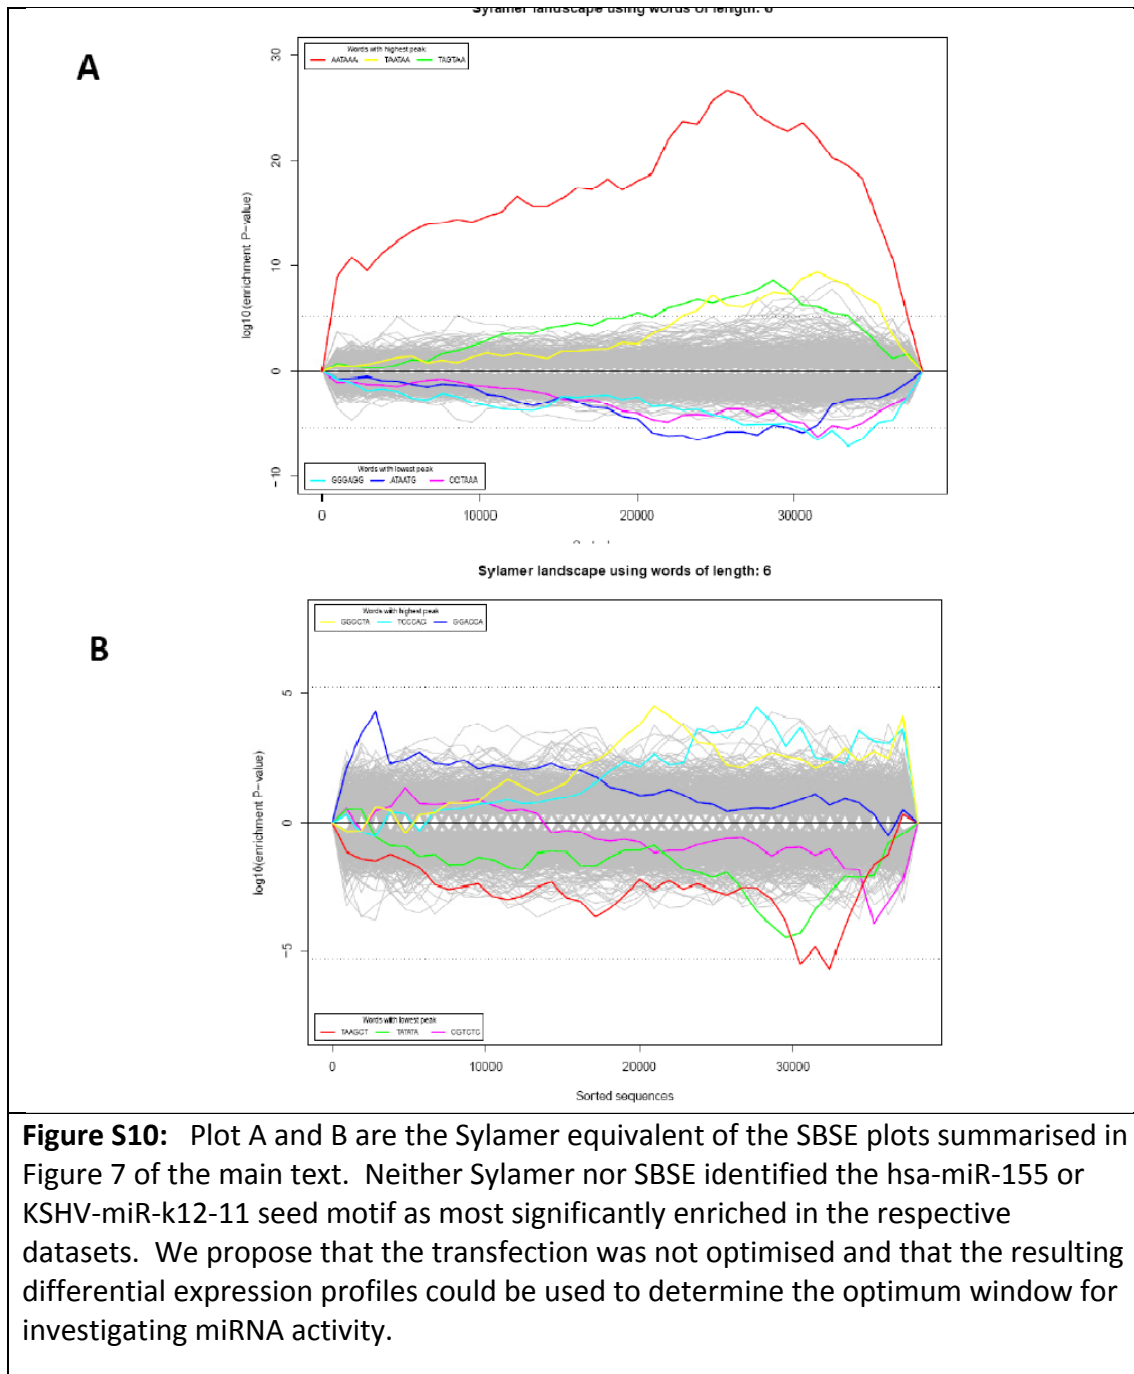 Sylamer landscape using words of length: 6
A
Words with highest peak
AATAAA TAATAA TAGTAA
30
20
10
0
-10
log10(enrichment P-value)
Words with lowest peak
GGGAGG ATAATG CCTAAA
0 10000 20000 30000
Sylamer landscape using words of length: 6
B
Words with highest peak
5
0
-5
log10(enrichment P-value)
Words with lowest peak
TATATA
0 10000 20000 30000
Sorted sequences
Figure S10: Plot A and B are the Sylamer equivalent of the SBSE plots summarised in
Figure 7 of the main text. Neither Sylamer nor SBSE identified the hsa-miR-155 or
KSHV-miR-k12-11 seed motif as most significantly enriched in the respective
datasets. We propose that the transfection was not optimised and that the resulting
differential expression profiles could be used to determine the optimum window for
investigating miRNA activity.